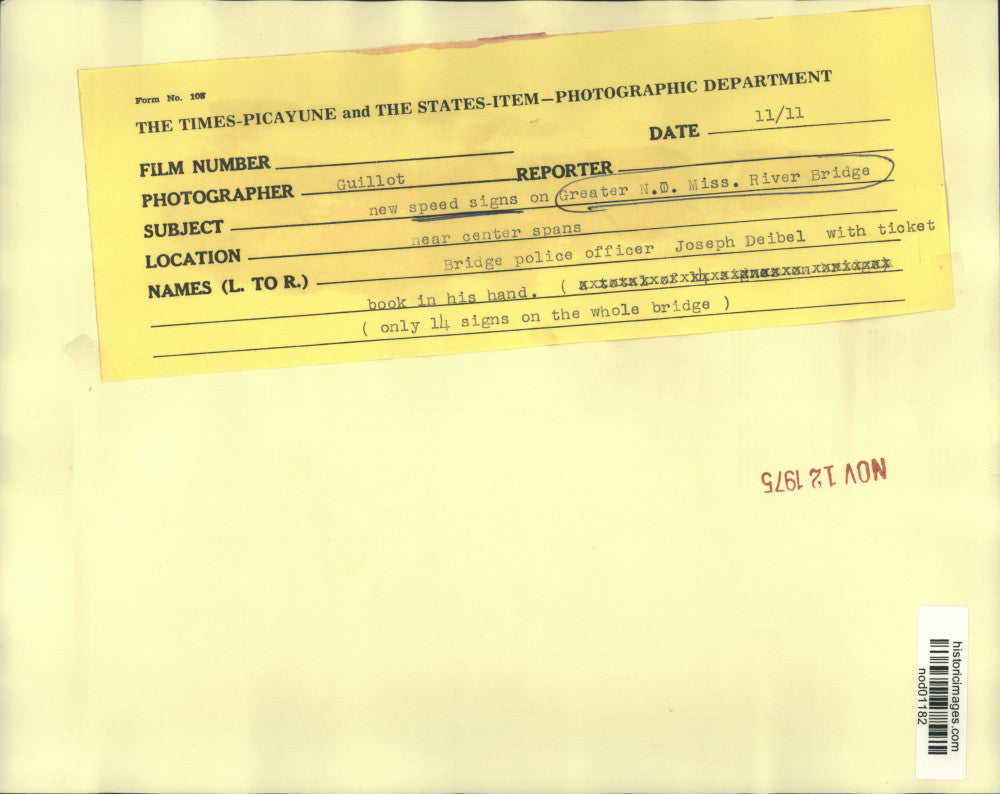 Form No. 108
THE TIMES-PICAYUNE and THE STATES-ITEM—PHOTOGRAPHIC DEPARTMENT
DATE 11/11
FILM NUMBER
PHOTOGRAPHER Guillot REPORTER
SUBJECT new speed signs on Greater N.O. Miss. River Bridge
LOCATION near center spans
NAMES (L. TO R.) Bridge police officer Joseph Deibel with ticket
book in his hand. (
( only 14 signs on the whole bridge )
NOV 12 1975
historicimages.com
nod01182